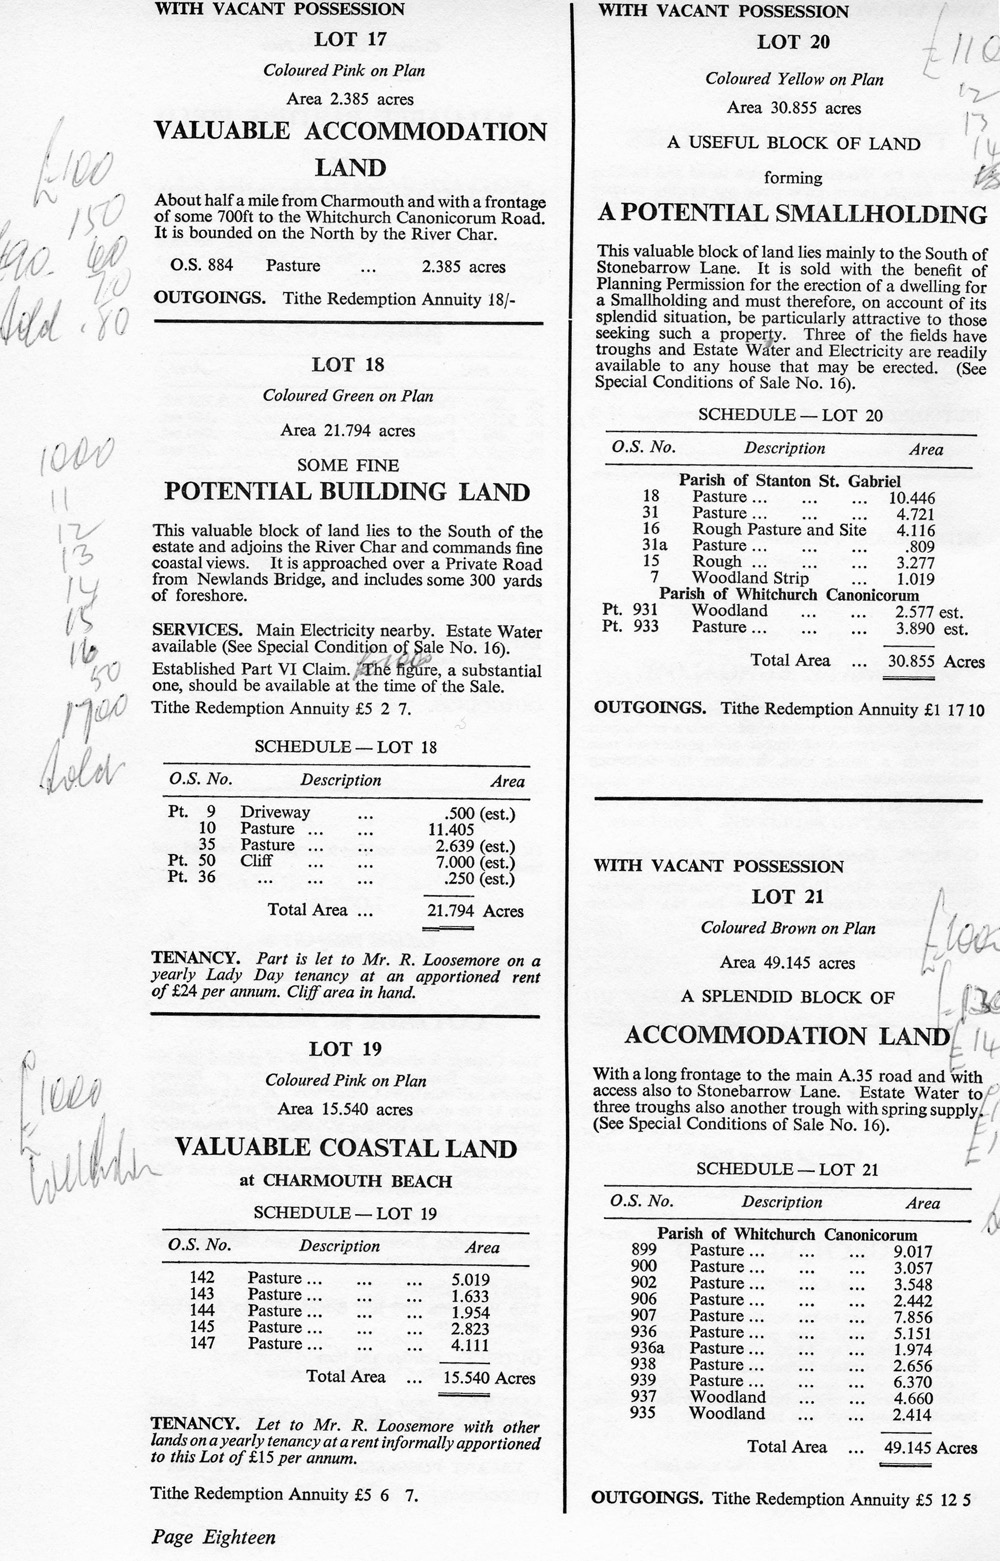 WITH VACANT POSSESSION
LOT 17
Coloured Pink on Plan
Area 2.385 acres
VALUABLE ACCOMMODATION
LAND
About half a mile from Charmouth and with a frontage
of some 700ft to the Whitchurch Canonicorum Road.
It is bounded on the North by the River Char.
O.S. 884 Pasture ... 2.385 acres
OUTGOINGS. Tithe Redemption Annuity 18/-
£100
150
60
70
Sold .80
LOT 18
Coloured Green on Plan
Area 21.794 acres
SOME FINE
POTENTIAL BUILDING LAND
This valuable block of land lies to the South of the
estate and adjoins the River Char and commands fine
coastal views. It is approached over a Private Road
from Newlands Bridge, and includes some 300 yards
of foreshore.
SERVICES. Main Electricity nearby. Estate Water
available (See Special Condition of Sale No. 16).
Established Part VI Claim. The figure, a substantial
one, should be available at the time of the Sale.
Tithe Redemption Annuity £5 2 7.
1000
11
12
13
14
15
16
50
1700
Sold
SCHEDULE — LOT 18
O.S. No. Description Area
Pt. 9 Driveway ... .500 (est.)
10 Pasture ... ... 11.405
35 Pasture ... ... 2.639 (est.)
Pt. 50 Cliff ... ... 7.000 (est.)
Pt. 36 ... ... ... .250 (est.)
Total Area ... 21.794 Acres
TENANCY. Part is let to Mr. R. Loosemore on a
yearly Lady Day tenancy at an apportioned rent
of £24 per annum. Cliff area in hand.
LOT 19
Coloured Pink on Plan
Area 15.540 acres
VALUABLE COASTAL LAND
at CHARMOUTH BEACH
£1000
SCHEDULE — LOT 19
O.S. No. Description Area
142 Pasture ... ... ... 5.019
143 Pasture ... ... ... 1.633
144 Pasture ... ... ... 1.954
145 Pasture ... ... ... 2.823
147 Pasture ... ... ... 4.111
Total Area ... 15.540 Acres
TENANCY. Let to Mr. R. Loosemore with other
lands on a yearly tenancy at a rent informally apportioned
to this Lot of £15 per annum.
Tithe Redemption Annuity £5 6 7.
Page Eighteen
WITH VACANT POSSESSION
LOT 20
Coloured Yellow on Plan
Area 30.855 acres
A USEFUL BLOCK OF LAND
forming
A POTENTIAL SMALLHOLDING
£110
12
13
14
This valuable block of land lies mainly to the South of
Stonebarrow Lane. It is sold with the benefit of
Planning Permission for the erection of a dwelling for
a Smallholding and must therefore, on account of its
splendid situation, be particularly attractive to those
seeking such a property. Three of the fields have
troughs and Estate Water and Electricity are readily
available to any house that may be erected. (See
Special Conditions of Sale No. 16).
SCHEDULE — LOT 20
O.S. No. Description Area
Parish of Stanton St. Gabriel
18 Pasture ... ... ... 10.446
31 Pasture ... ... ... 4.721
16 Rough Pasture and Site 4.116
31a Pasture ... ... ... .809
15 Rough ... ... ... 3.277
7 Woodland Strip ... 1.019
Parish of Whitchurch Canonicorum
Pt. 931 Woodland ... ... 2.577 est.
Pt. 933 Pasture ... ... ... 3.890 est.
Total Area ... 30.855 Acres
OUTGOINGS. Tithe Redemption Annuity £1 17 10
WITH VACANT POSSESSION
LOT 21
Coloured Brown on Plan
Area 49.145 acres
A SPLENDID BLOCK OF
ACCOMMODATION LAND
£1000
£14
With a long frontage to the main A.35 road and with
access also to Stonebarrow Lane. Estate Water to
three troughs also another trough with spring supply.
(See Special Conditions of Sale No. 16).
SCHEDULE — LOT 21
O.S. No. Description Area
Parish of Whitchurch Canonicorum
899 Pasture ... ... ... 9.017
900 Pasture ... ... ... 3.057
902 Pasture ... ... ... 3.548
906 Pasture ... ... ... 2.442
907 Pasture ... ... ... 7.856
936 Pasture ... ... ... 5.151
936a Pasture ... ... ... 1.974
938 Pasture ... ... ... 2.656
939 Pasture ... ... ... 6.370
937 Woodland ... ... 4.660
935 Woodland ... ... 2.414
Total Area ... 49.145 Acres
OUTGOINGS. Tithe Redemption Annuity £5 12 5